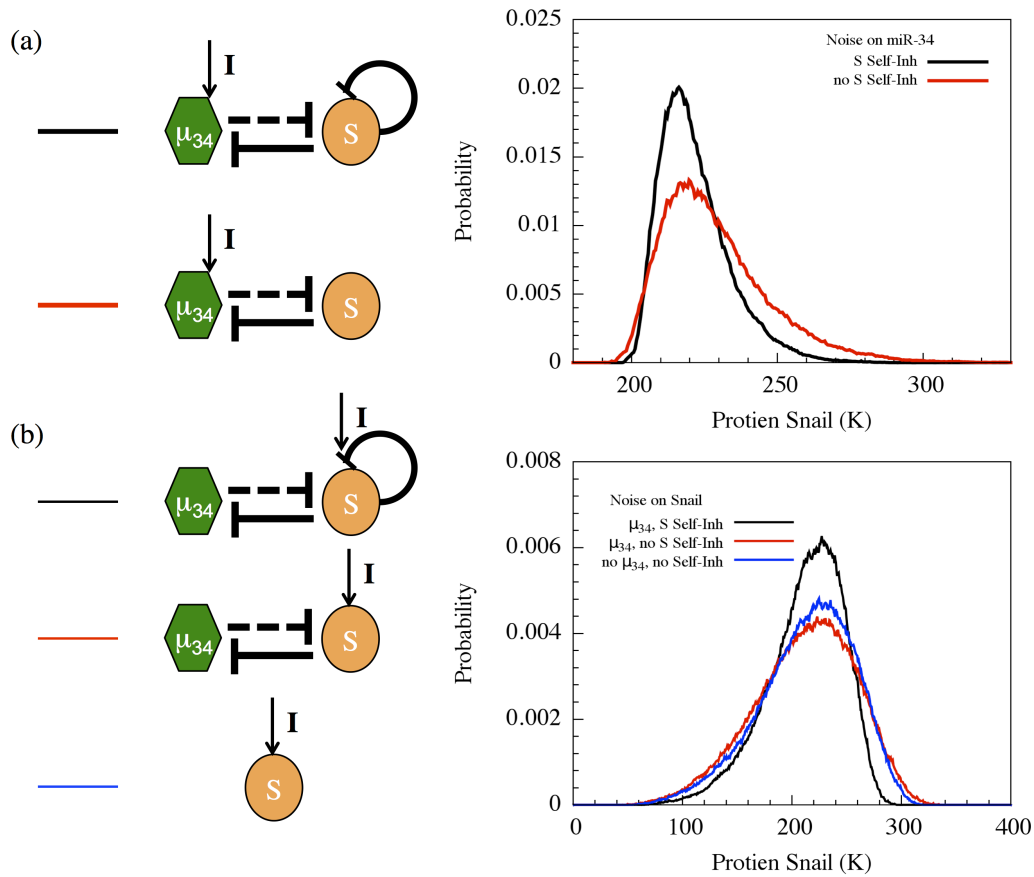 (a)
I
μ34
S
I
μ34
S
Noise on miR-34
S Self-Inh
no S Self-Inh
0.025
0.02
0.015
0.01
0.005
0
Probability
200
250
300
Protien Snail (K)
(b)
I
μ34
S
I
μ34
S
I
S
Noise on Snail
μ34, S Self-Inh
μ34, no S Self-Inh
no μ34, no Self-Inh
0.008
0.006
0.004
0.002
0
Probability
0
100
200
300
400
Protien Snail (K)